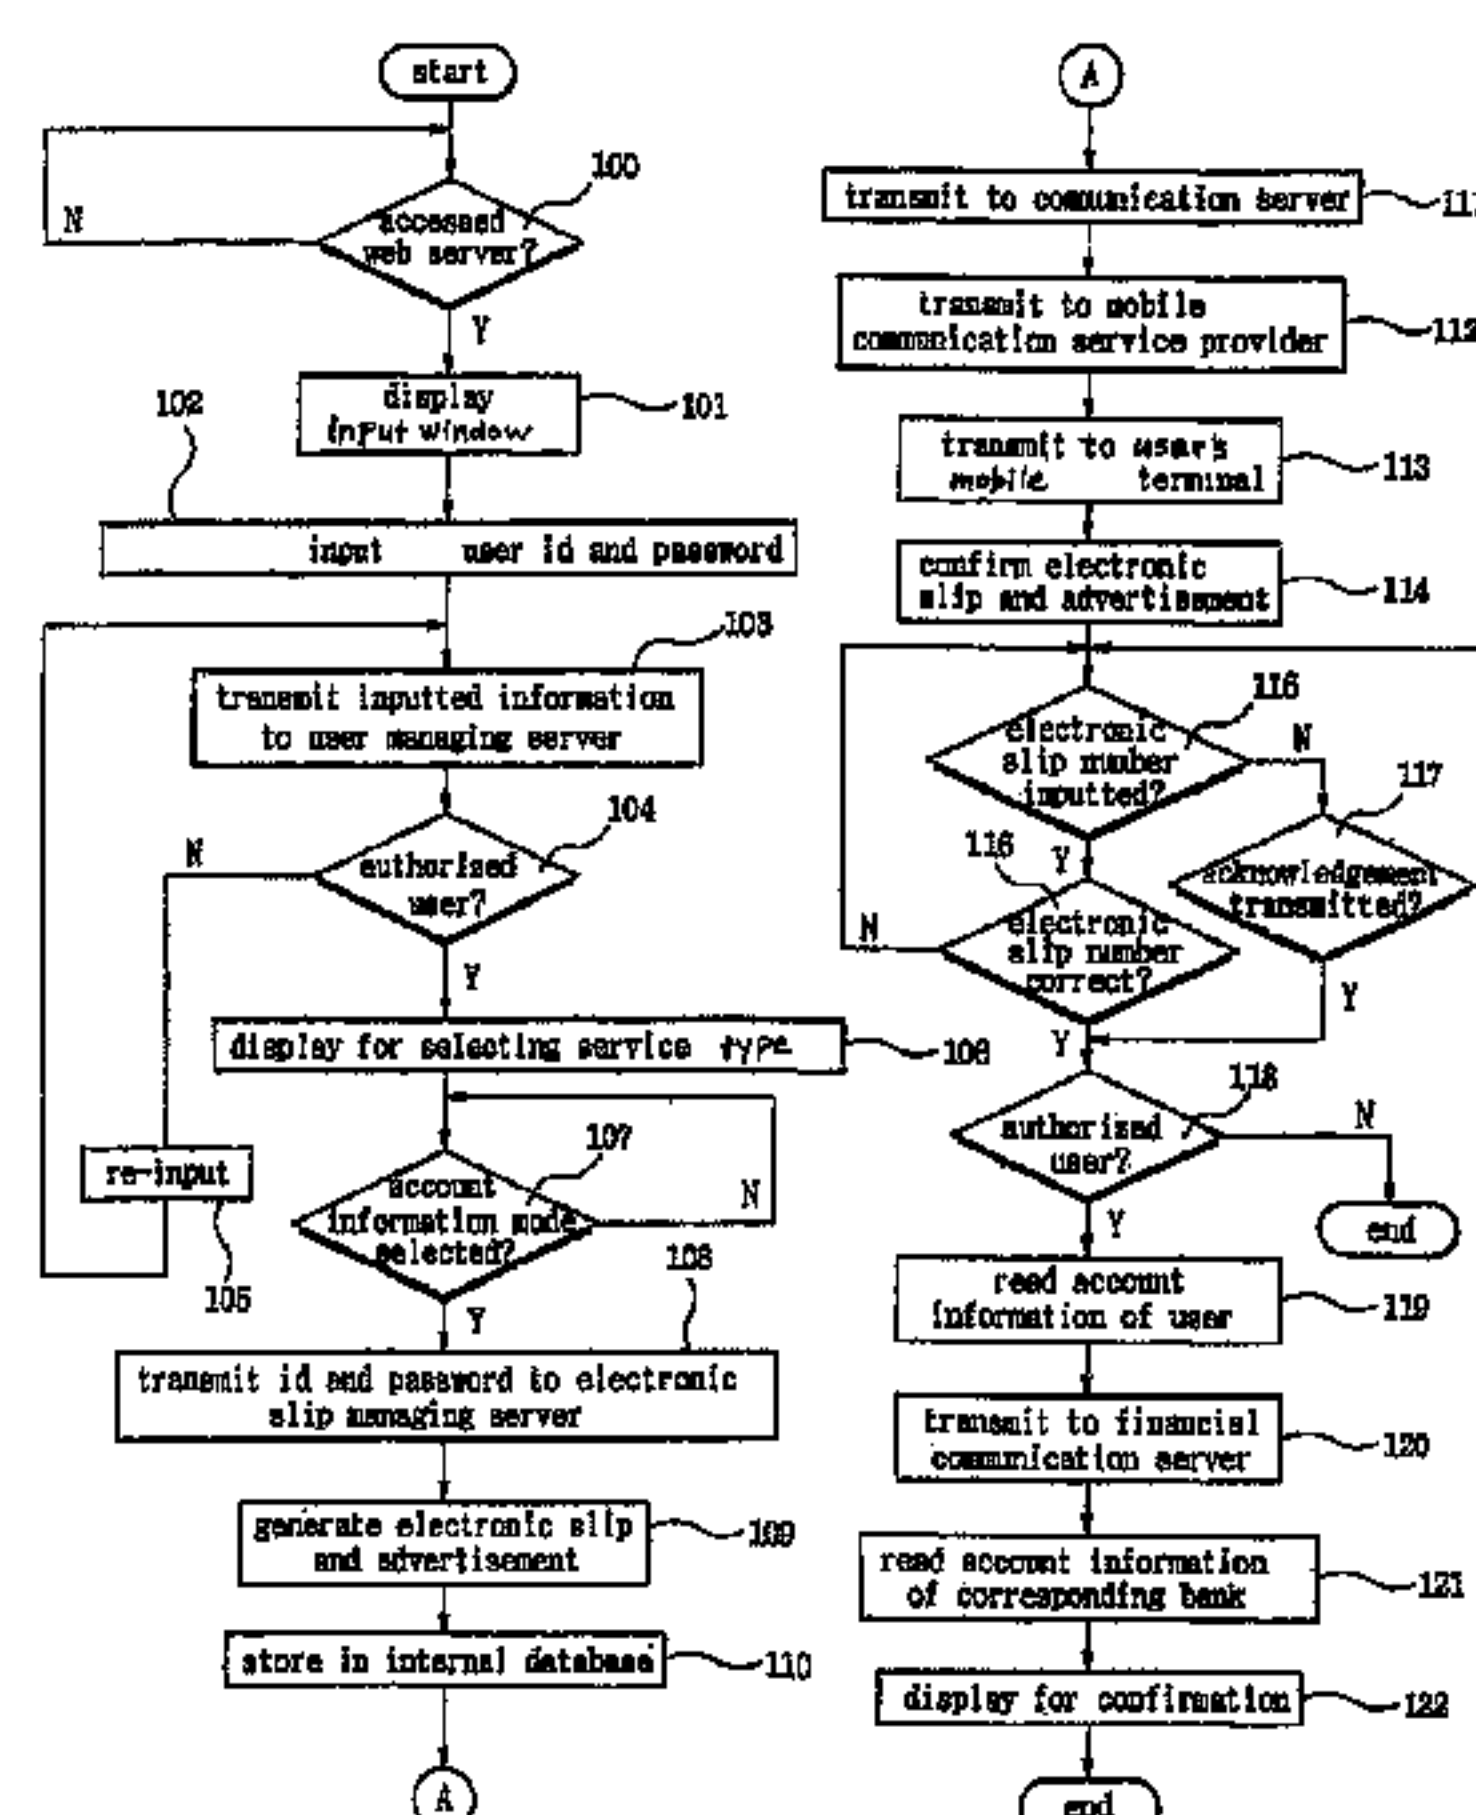 start
100
accessed
web server?
N
Y
display
input window
101
102
input user id and password
103
transmit inputted information
to user managing server
104
authorized
user?
N
Y
display for selecting service type
106
re-input
105
107
account
information mode
selected?
N
Y
108
transmit id and password to electronic
slip managing server
generate electronic slip
and advertisement
109
store in internal database
110
A
A
transmit to communication server
transmit to mobile
communication service provider
112
transmit to user's
mobile terminal
113
confirm electronic
slip and advertisement
114
electronic
slip number
inputted?
N
Y
117
acknowledgement
transmitted?
Y
116
electronic
slip number
correct?
N
Y
118
authorized
user?
N
end
Y
read account
information of user
119
transmit to financial
communication server
120
read account information
of corresponding bank
121
display for confirmation
122
end